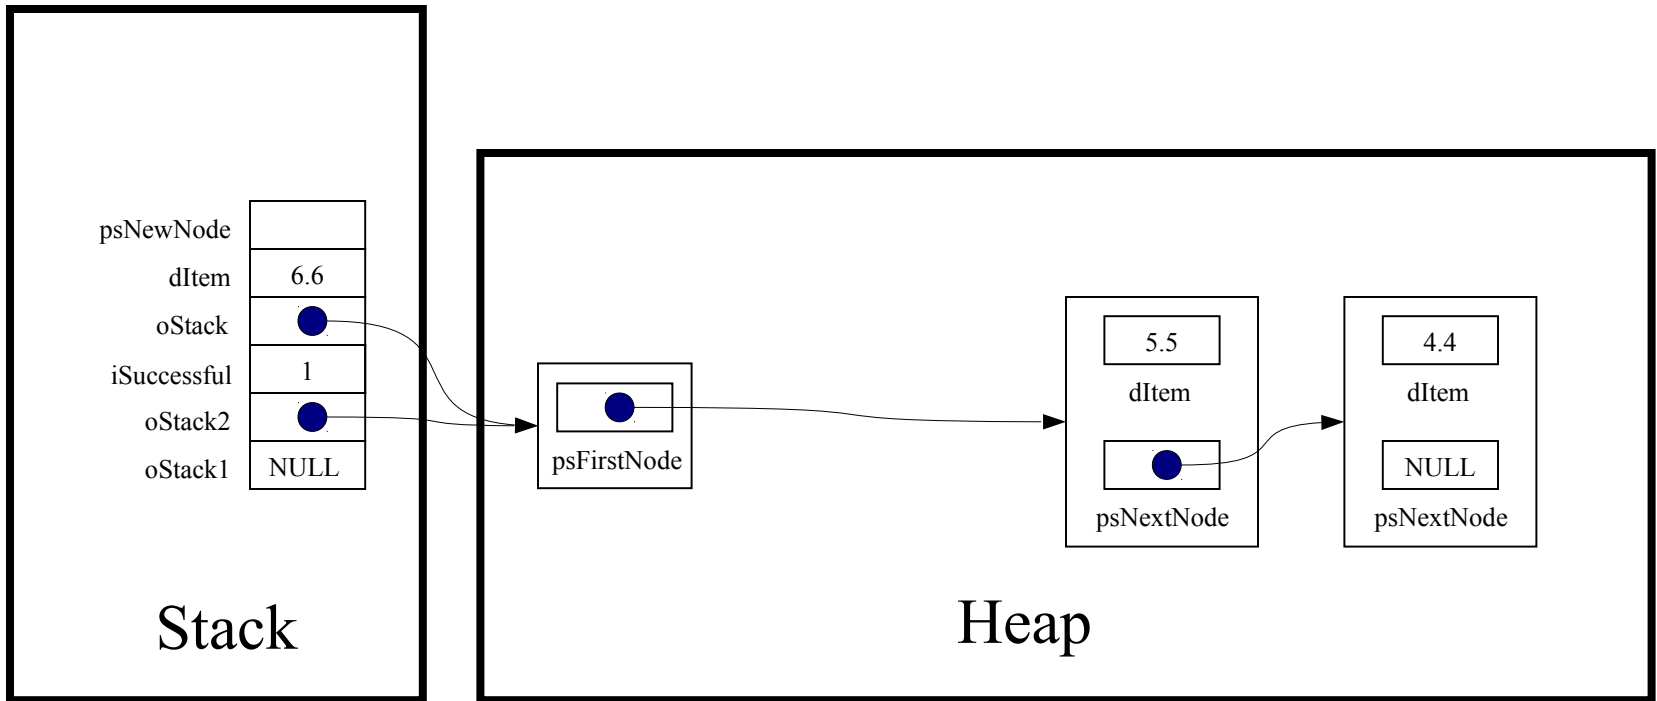 psNewNode
dItem 6.6
oStack
iSuccessful 1
oStack2
oStack1 NULL
Stack
psFirstNode
5.5
dItem
psNextNode
4.4
dItem
NULL
psNextNode
Heap